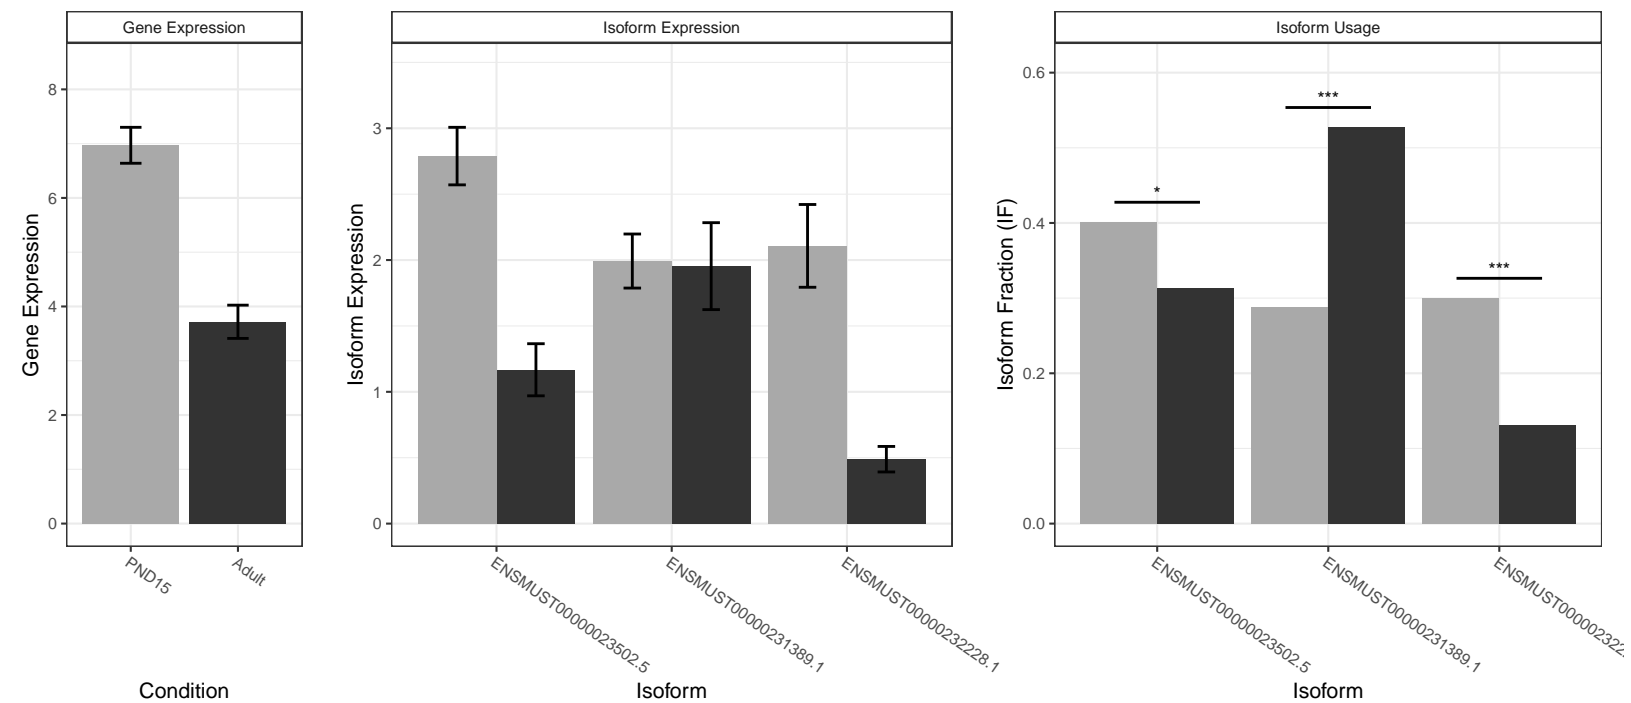 Gene Expression
Gene Expression
8
6
4
2
0
PND15
Adult
Condition
Isoform Expression
Isoform Expression
3
2
1
0
ENSMUST00000023502.5
ENSMUST00000231389.1
ENSMUST00000232228.1
Isoform
Isoform Usage
Isoform Fraction (IF)
0.6
0.4
0.2
0.0
*
***
***
ENSMUST00000023502.5
ENSMUST00000231389.1
ENSMUST000002322
Isoform